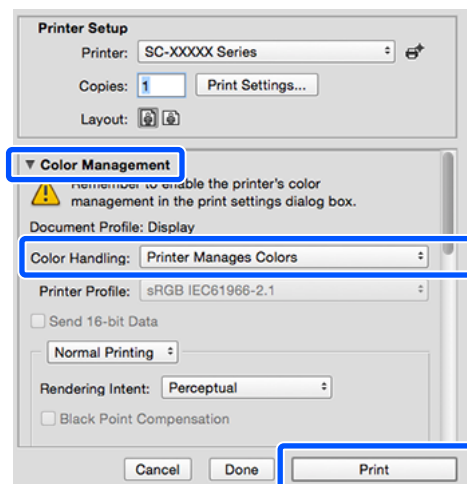 Printer Setup
Printer: SC-XXXXX Series
Copies: 1 Print Settings...
Layout:
Color Management
Remember to enable the printer's color
management in the print settings dialog box.
Document Profile: Display
Color Handling: Printer Manages Colors
Printer Profile: sRGB IEC61966-2.1
Send 16-bit Data
Normal Printing
Rendering Intent: Perceptual
Black Point Compensation
Cancel Done Print